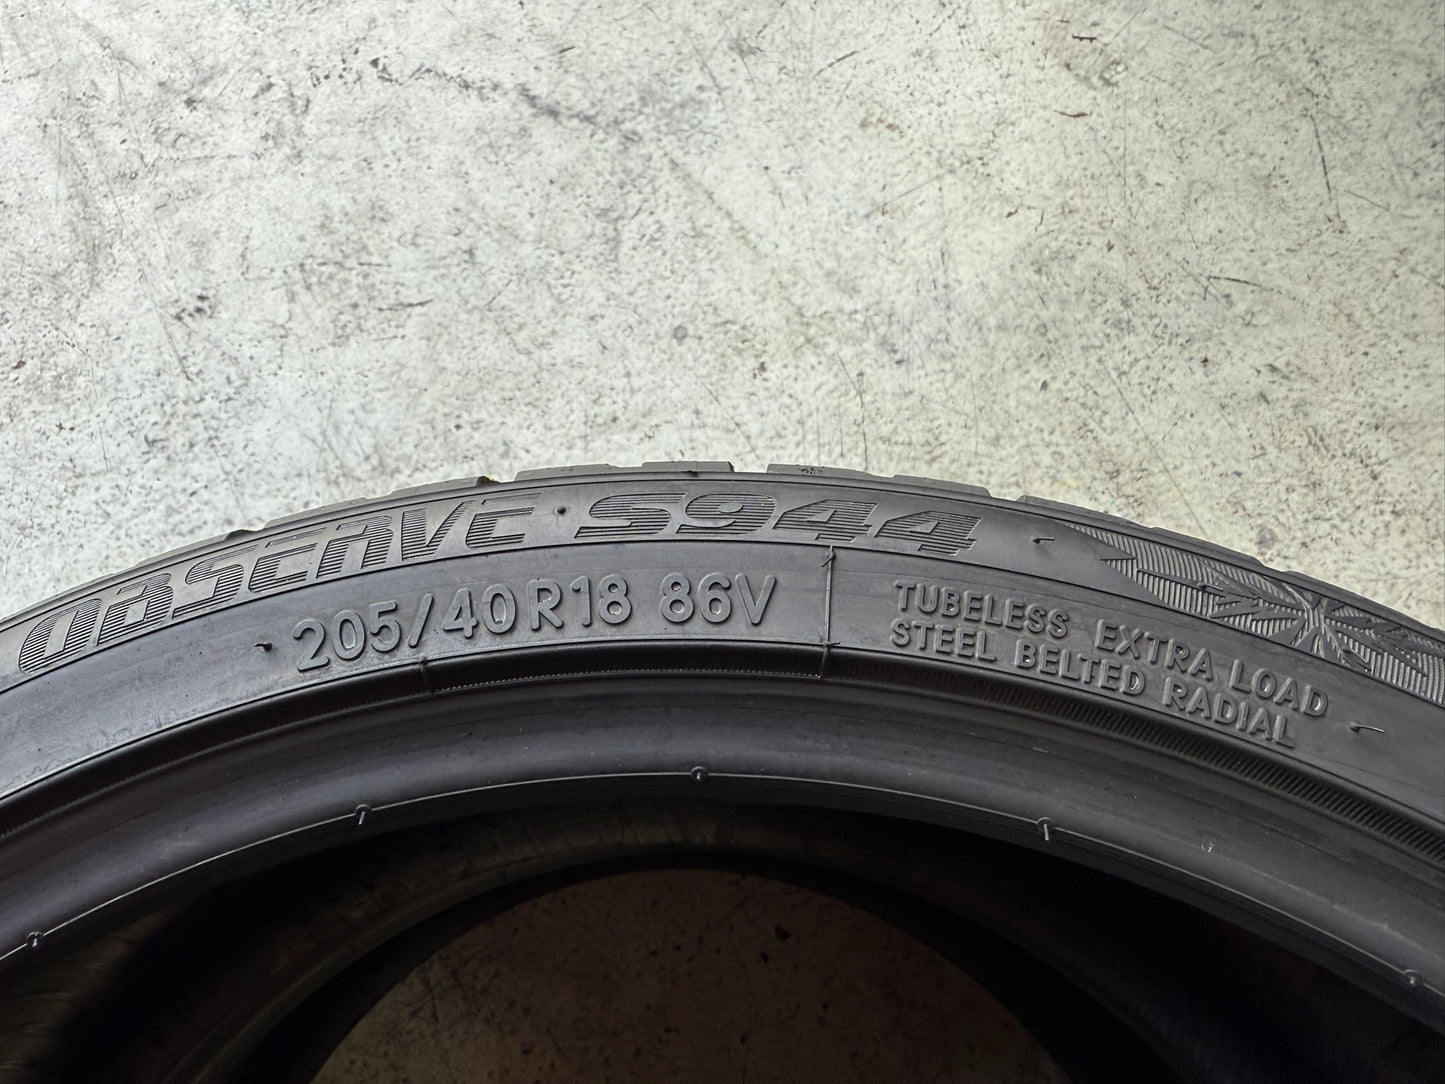 OBSERVE S944
205/40R18 86V
TUBELESS EXTRA LOAD
STEEL BELTED RADIAL